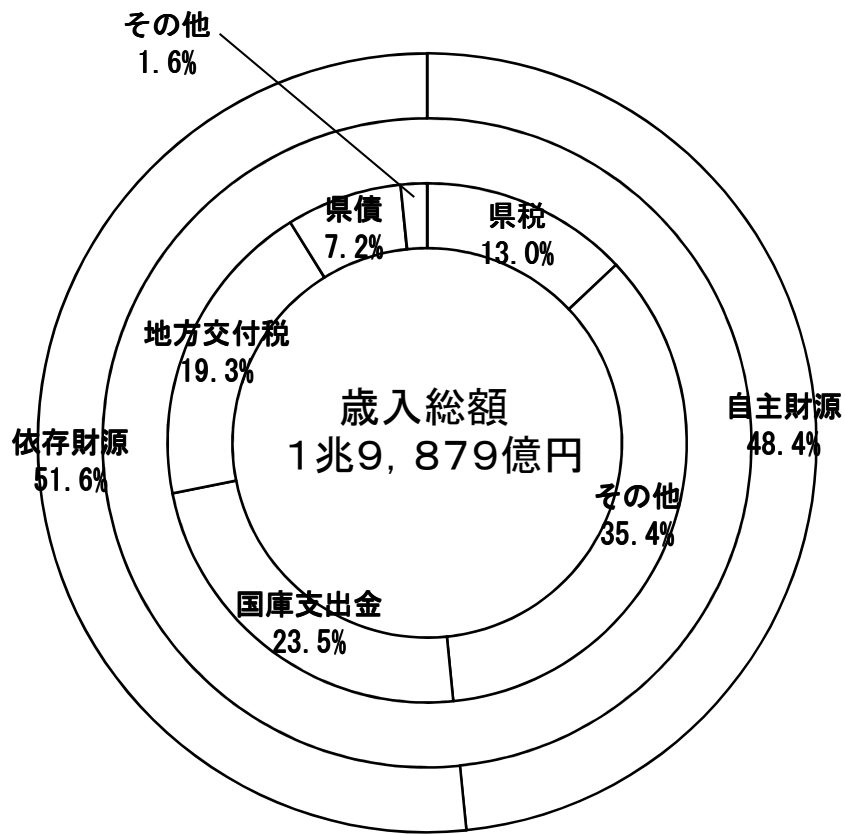 その他
1.6%
県債
7.2%
県税
13.0%
地方交付税
19.3%
歳入総額
１兆９，８７９億円
自主財源
48.4%
依存財源
51.6%
その他
35.4%
国庫支出金
23.5%